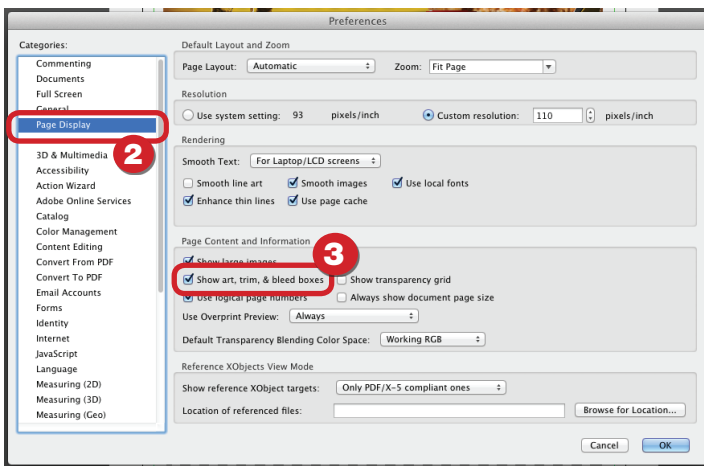 Preferences
Categories:
Commenting
Documents
Full Screen
General
Page Display
2
3D & Multimedia
Accessibility
Action Wizard
Adobe Online Services
Catalog
Color Management
Content Editing
Convert From PDF
Convert To PDF
Email Accounts
Forms
Identity
Internet
JavaScript
Language
Measuring (2D)
Measuring (3D)
Measuring (Geo)
Default Layout and Zoom
Page Layout: Automatic Zoom: Fit Page
Resolution
Use system setting: 93 pixels/inch Custom resolution: 110 pixels/inch
Rendering
Smooth Text: For Laptop/LCD screens
Smooth line art Smooth images Use local fonts
Enhance thin lines Use page cache
Page Content and Information
3
Show large images
Show art, trim, & bleed boxes Show transparency grid
Use logical page numbers Always show document page size
Use Overprint Preview: Always
Default Transparency Blending Color Space: Working RGB
Reference XObjects View Mode
Show reference XObject targets: Only PDF/X-5 compliant ones
Location of referenced files: Browse for Location...
Cancel OK